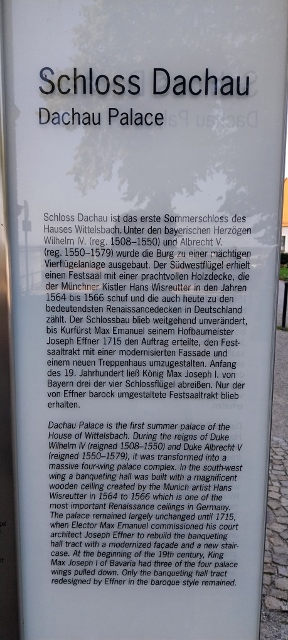 Schloss Dachau
Dachau Palace
Schloss Dachau ist das erste Sommerschloss des
Hauses Wittelsbach. Unter den bayerischen Herzögen
Wilhelm IV. (reg. 1508–1550) und Albrecht V.
(reg. 1550–1579) wurde die Burg zu einer mächtigen
Vierflügelanlage ausgebaut. Der Südwestflügel erhielt
einen Festsaal mit einer prachtvollen Holzdecke, die
der Münchner Kistler Hans Wisreutter in den Jahren
1564 bis 1566 schuf und die auch heute zu den
bedeutendsten Renaissancedecken in Deutschland
zählt. Der Schlossbau blieb weitgehend unverändert,
bis Kurfürst Max Emanuel seinem Hofbaumeister
Joseph Effner 1715 den Auftrag erteilte, den Fest-
saaltrakt mit einer modernisierten Fassade und
einem neuen Treppenhaus umzugestalten. Anfang
des 19. Jahrhundert ließ König Max Joseph I. von
Bayern drei der vier Schlossflügel abreißen. Nur der
von Effner barock umgestaltete Festsaaltrakt blieb
erhalten.
Dachau Palace is the first summer palace of the
House of Wittelsbach. During the reigns of Duke
Wilhelm IV (reigned 1508–1550) and Duke Albrecht V
(reigned 1550–1579), it was transformed into a
massive four-wing palace complex. In the south-west
wing a banqueting hall was built with a magnificent
wooden ceiling created by the Munich artist Hans
Wisreutter in 1564 to 1566 which is one of the
most important Renaissance ceilings in Germany.
The palace remained largely unchanged until 1715,
when Elector Max Emanuel commissioned his court
architect Joseph Effner to rebuild the banqueting
hall tract with a modernized facade and a new stair-
case. At the beginning of the 19th century, King
Max Joseph I of Bavaria had three of the four palace
wings pulled down. Only the banqueting hall tract
redesigned by Effner in the baroque style remained.